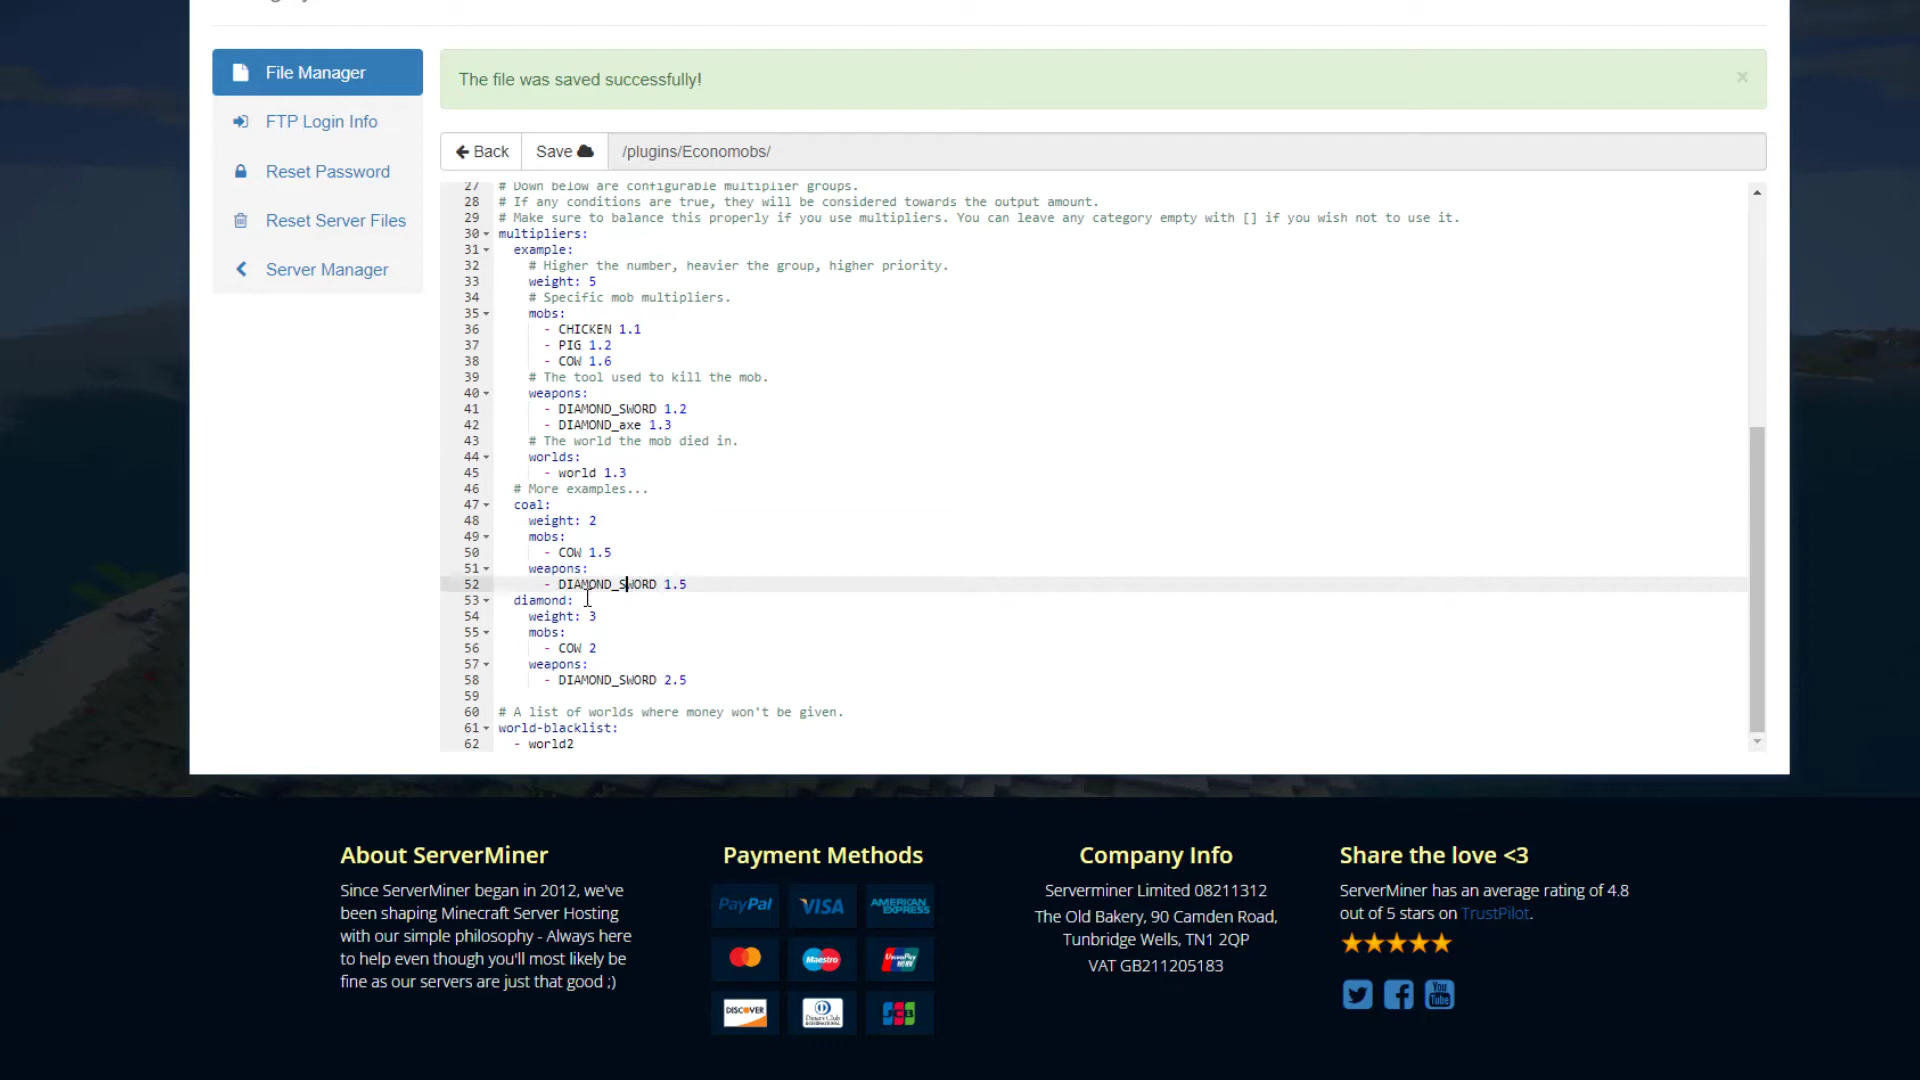 File Manager
FTP Login Info
Reset Password
Reset Server Files
Server Manager
The file was saved successfully!
×
Back
Save
/plugins/Economobs/
27 # Down below are configurable multiplier groups.
28 # If any conditions are true, they will be considered towards the output amount.
29 # Make sure to balance this properly if you use multipliers. You can leave any category empty with [] if you wish not to use it.
30 multipliers:
31 example:
32 # Higher the number, heavier the group, higher priority.
33 weight: 5
34 # Specific mob multipliers.
35 mobs:
36 - CHICKEN 1.1
37 - PIG 1.2
38 - COW 1.6
39 # The tool used to kill the mob.
40 weapons:
41 - DIAMOND_SWORD 1.2
42 - DIAMOND_axe 1.3
43 # The world the mob died in.
44 worlds:
45 - world 1.3
46 # More examples...
47 coal:
48 weight: 2
49 mobs:
50 - COW 1.5
51 weapons:
52 - DIAMOND_SWORD 1.5
53 diamond:
54 weight: 3
55 mobs:
56 - COW 2
57 weapons:
58 - DIAMOND_SWORD 2.5
59
60 # A list of worlds where money won't be given.
61 world-blacklist:
62 - world2
About ServerMiner
Since ServerMiner began in 2012, we've
been shaping Minecraft Server Hosting
with our simple philosophy - Always here
to help even though you'll most likely be
fine as our servers are just that good ;)
Payment Methods
PayPal
VISA
AMERICAN EXPRESS
Maestro
UnionPay
DISCOVER
Diners Club
INTERNATIONAL
JCB
Company Info
Serverminer Limited 08211312
The Old Bakery, 90 Camden Road,
Tunbridge Wells, TN1 2QP
VAT GB211205183
Share the love <3
ServerMiner has an average rating of 4.8
out of 5 stars on TrustPilot.
You
Tube